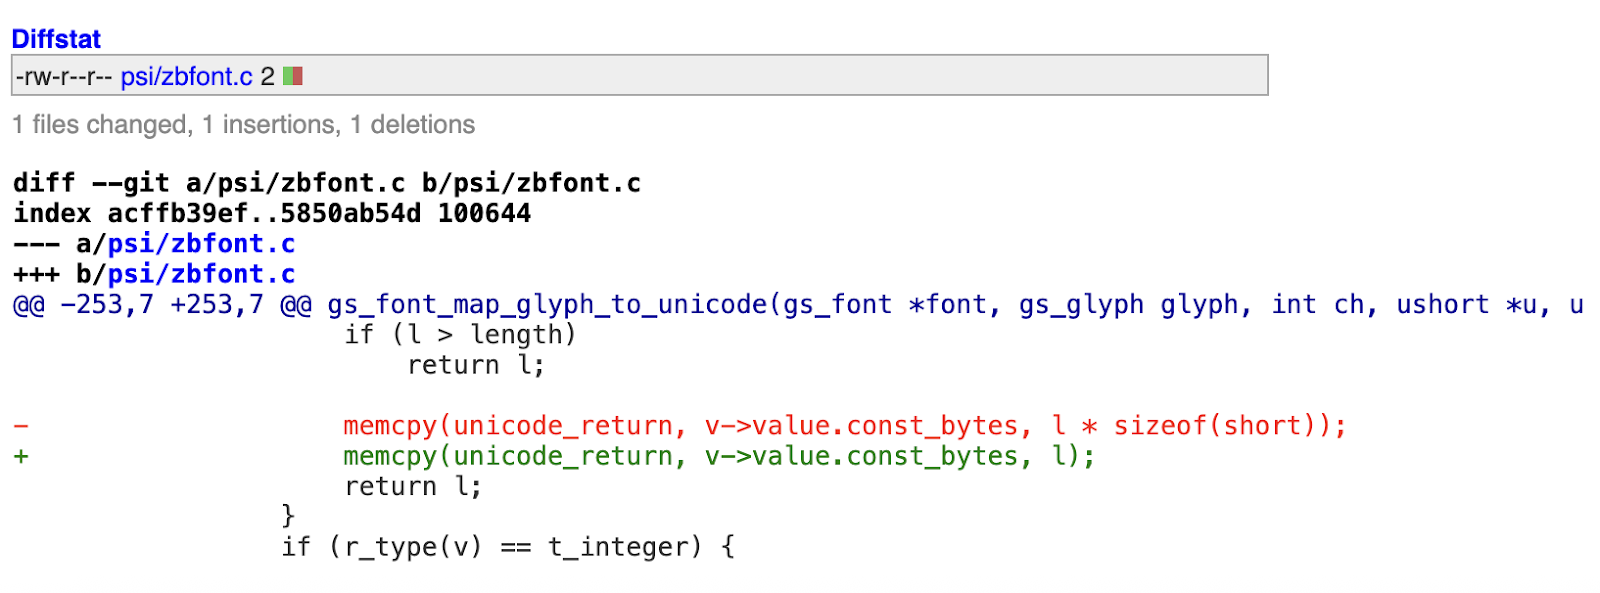 Diffstat
-rw-r--r-- psi/zbfont.c 2
1 files changed, 1 insertions, 1 deletions
diff --git a/psi/zbfont.c b/psi/zbfont.c
index acffb39ef..5850ab54d 100644
--- a/psi/zbfont.c
+++ b/psi/zbfont.c
@@ -253,7 +253,7 @@ gs_font_map_glyph_to_unicode(gs_font *font, gs_glyph glyph, int ch, ushort *u, u
                     if (l > length)
                         return l;

-                    memcpy(unicode_return, v->value.const_bytes, l * sizeof(short));
+                    memcpy(unicode_return, v->value.const_bytes, l);
                     return l;
                 }
                 if (r_type(v) == t_integer) {